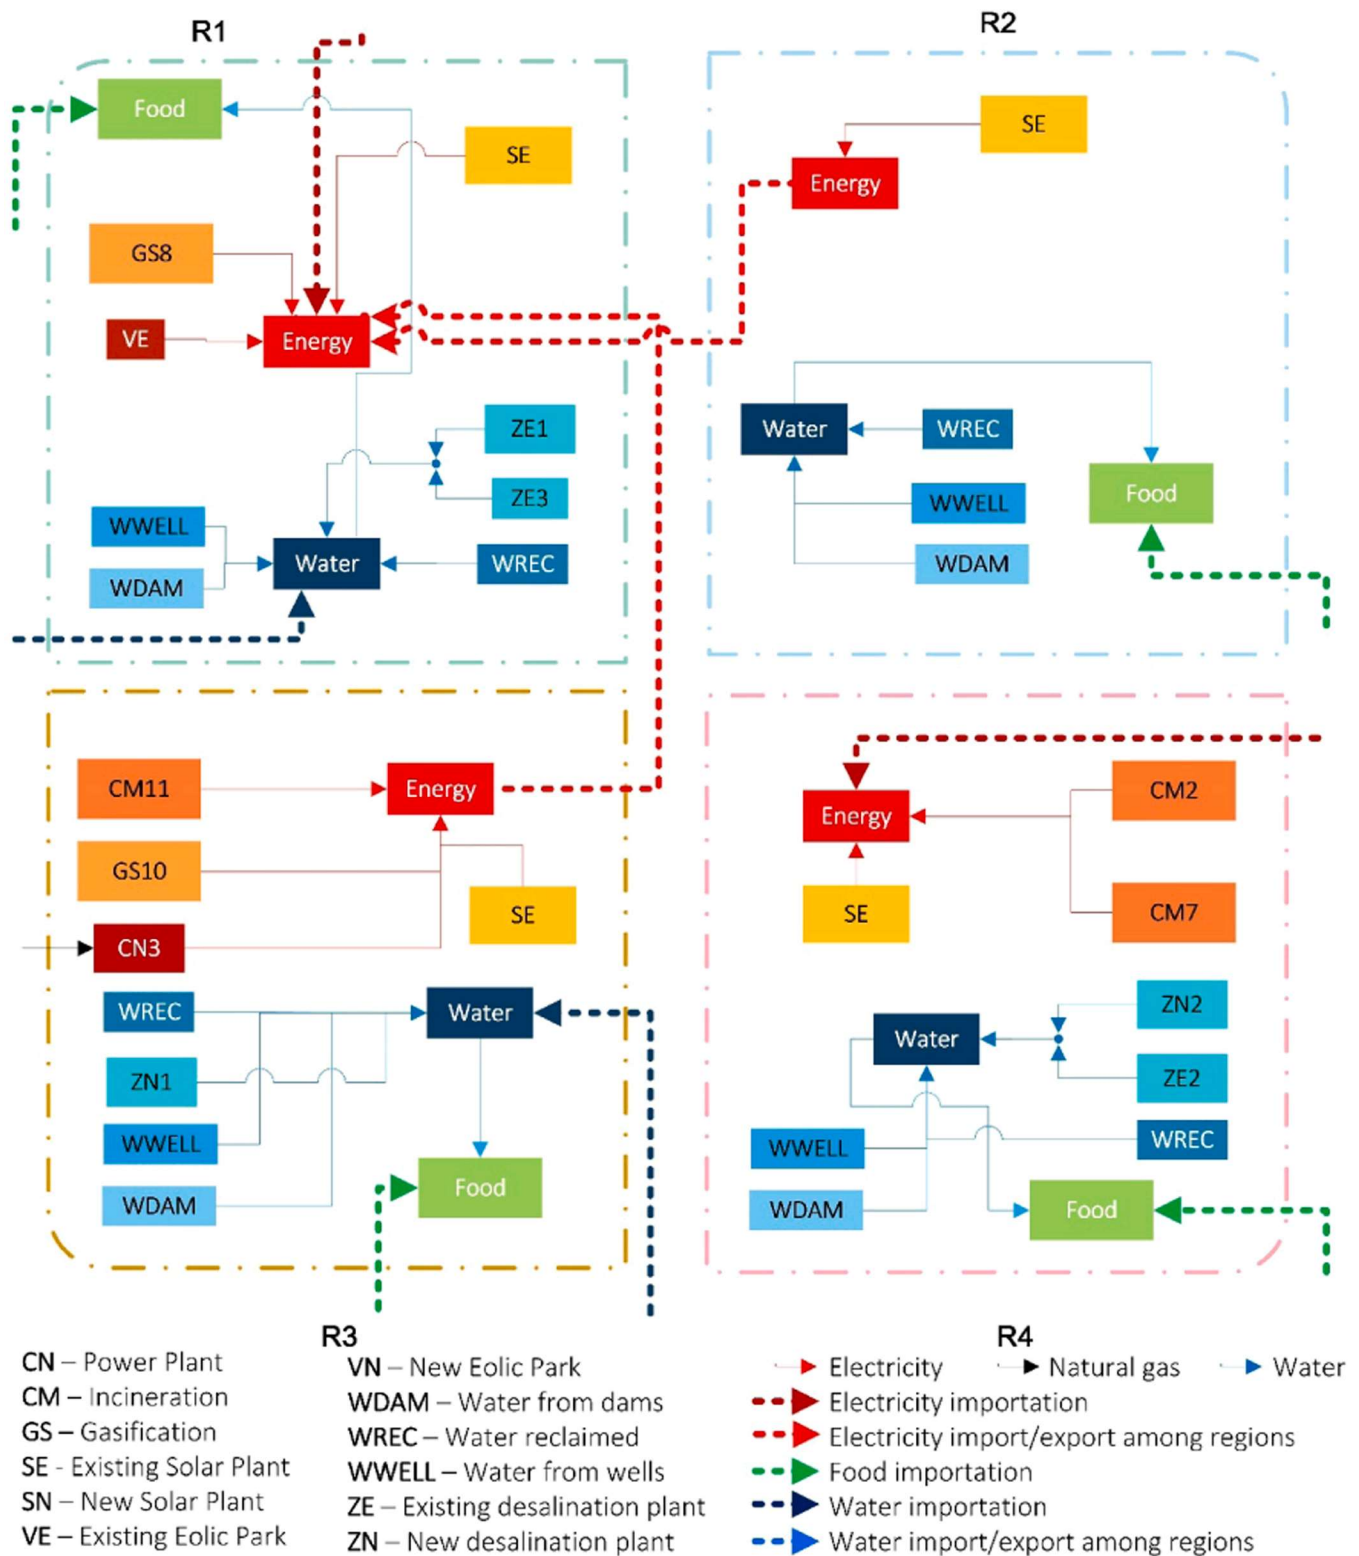 R1
R2
Food
SE
GS8
VE
Energy
ZE1
ZE3
WWELL
WDAM
Water
WREC
SE
Energy
Water
WREC
WWELL
WDAM
Food
CM11
GS10
CN3
Energy
SE
WREC
ZN1
WWELL
WDAM
Water
Food
Energy
CM2
CM7
SE
Water
ZN2
ZE2
WREC
WWELL
WDAM
Food
R3
R4
CN – Power Plant
CM – Incineration
GS – Gasification
SE - Existing Solar Plant
SN – New Solar Plant
VE – Existing Eolic Park
VN – New Eolic Park
WDAM – Water from dams
WREC – Water reclaimed
WWELL – Water from wells
ZE – Existing desalination plant
ZN – New desalination plant
Electricity
Natural gas
Water
Electricity importation
Electricity import/export among regions
Food importation
Water importation
Water import/export among regions